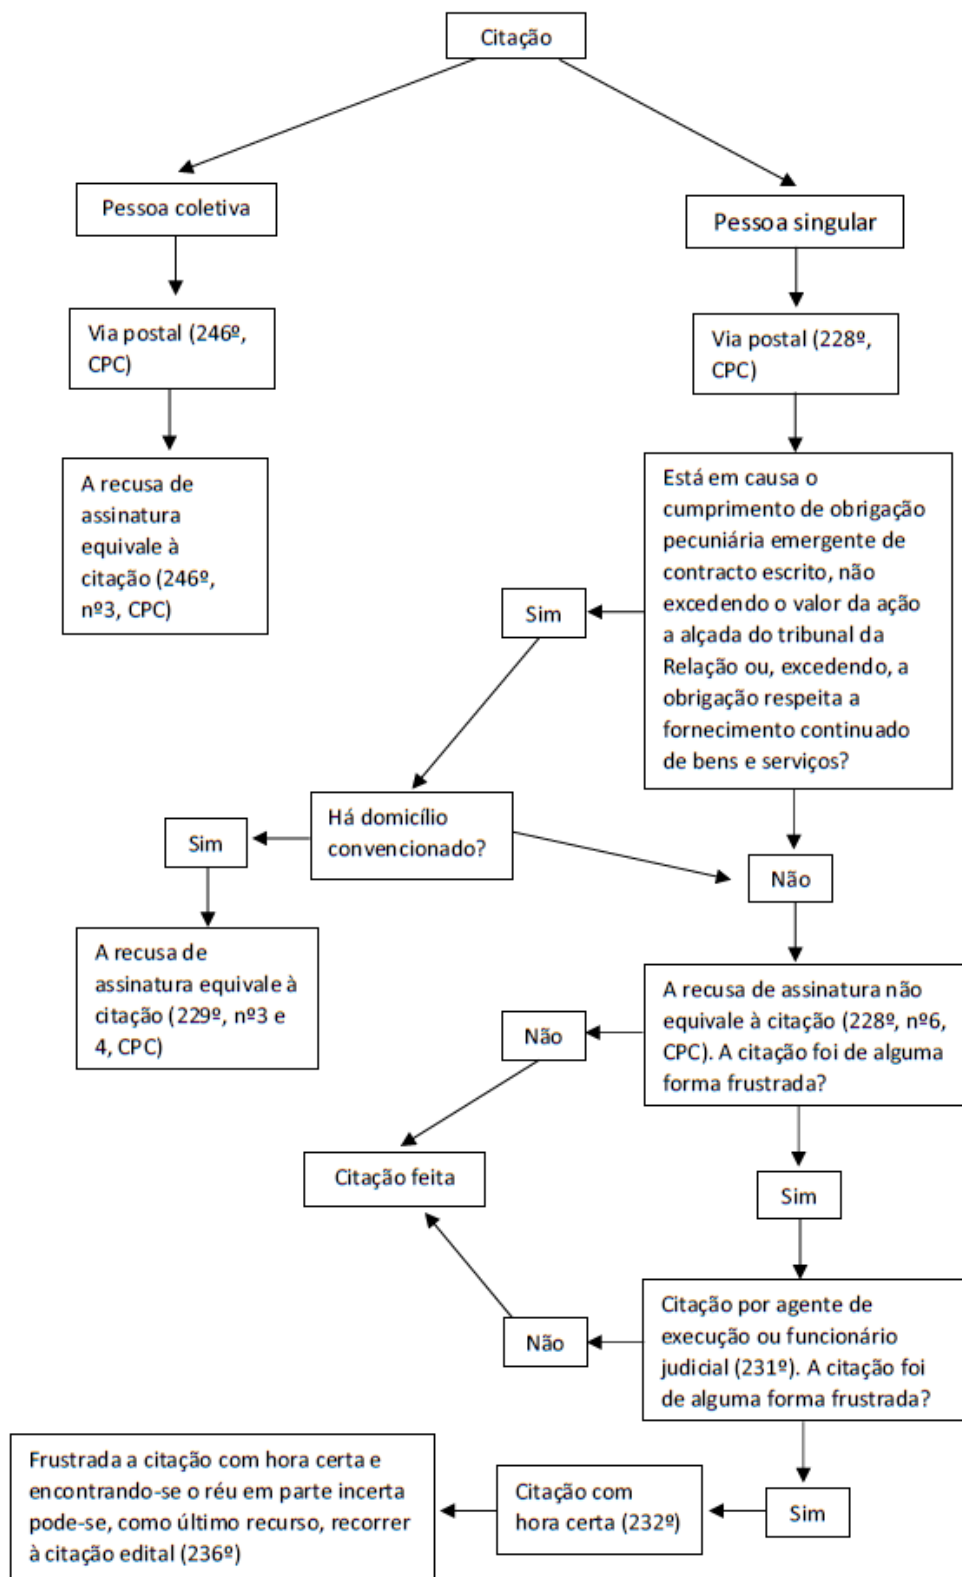 Citação
Pessoa coletiva
Pessoa singular
Via postal (246º,
CPC)
Via postal (228º,
CPC)
A recusa de
assinatura
equivale à
citação (246º,
nº3, CPC)
Está em causa o
cumprimento de obrigação
pecuniária emergente de
contracto escrito, não
excedendo o valor da ação
a alçada do tribunal da
Relação ou, excedendo, a
obrigação respeita a
fornecimento continuado
de bens e serviços?
Sim
Há domicílio
convencionado?
Sim
Não
A recusa de
assinatura equivale à
citação (229º, nº3 e
4, CPC)
A recusa de assinatura não
equivale à citação (228º, nº6,
CPC). A citação foi de alguma
forma frustrada?
Não
Citação feita
Sim
Citação por agente de
execução ou funcionário
judicial (231º). A citação foi
de alguma forma frustrada?
Não
Sim
Citação com
hora certa (232º)
Frustrada a citação com hora certa e
encontrando-se o réu em parte incerta
pode-se, como último recurso, recorrer
à citação edital (236º)